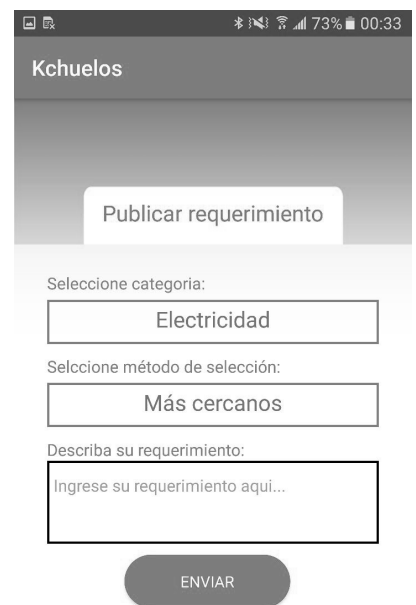 73% 00:33
Kchuelos
Publicar requerimiento
Seleccione categoria:
Electricidad
Selccione método de selección:
Más cercanos
Describa su requerimiento:
Ingrese su requerimiento aqui...
ENVIAR